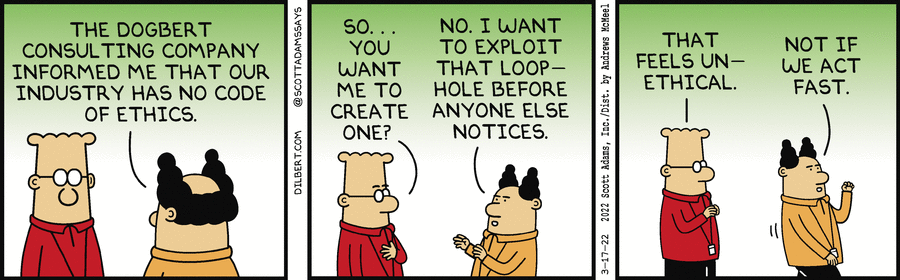 THE DOGBERT
CONSULTING COMPANY
INFORMED ME THAT OUR
INDUSTRY HAS NO CODE
OF ETHICS.
DILBERT.COM @SCOTTADAMSSAYS
SO...
YOU
WANT
ME TO
CREATE
ONE?
NO. I WANT
TO EXPLOIT
THAT LOOP-
HOLE BEFORE
ANYONE ELSE
NOTICES.
3-17-22 2022 Scott Adams, Inc./Dist. by Andrews McMeel
THAT
FEELS UN-
ETHICAL.
NOT IF
WE ACT
FAST.